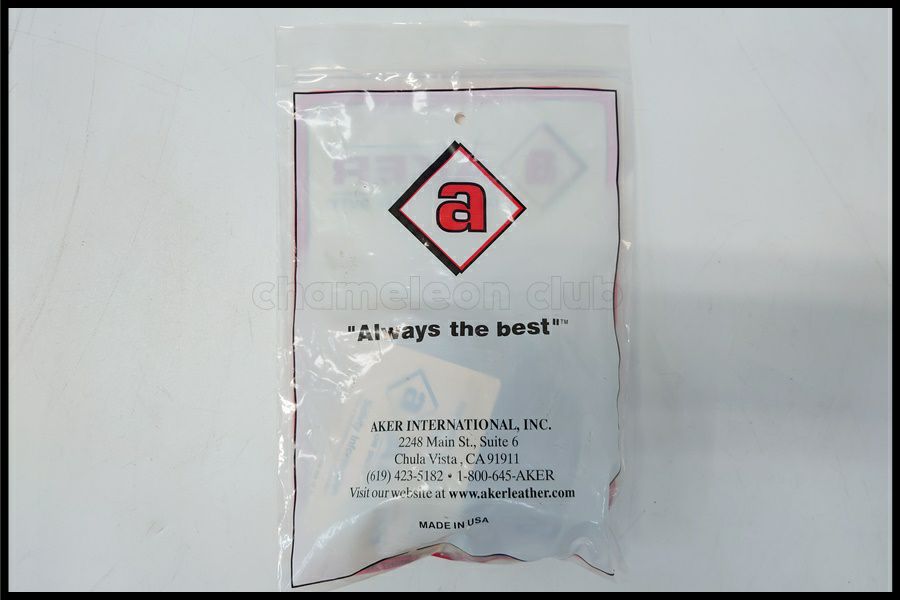 a
chameleon club
"Always the best"™
AKER INTERNATIONAL, INC.
2248 Main St., Suite 6
Chula Vista, CA 91911
(619) 423-5182 • 1-800-645-AKER
Visit our website at www.akerleather.com
MADE IN USA